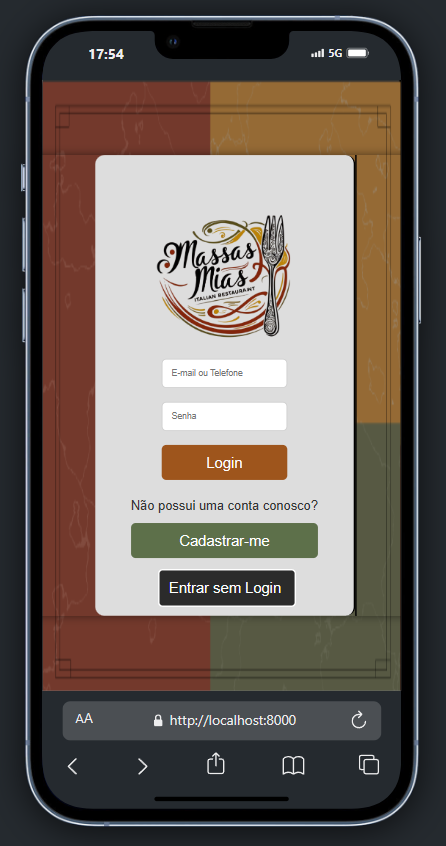 17:54
5G
Massas
Mias
ITALIAN RESTAURAINT
E-mail ou Telefone
Senha
Login
Não possui uma conta conosco?
Cadastrar-me
Entrar sem Login
AA
http://localhost:8000